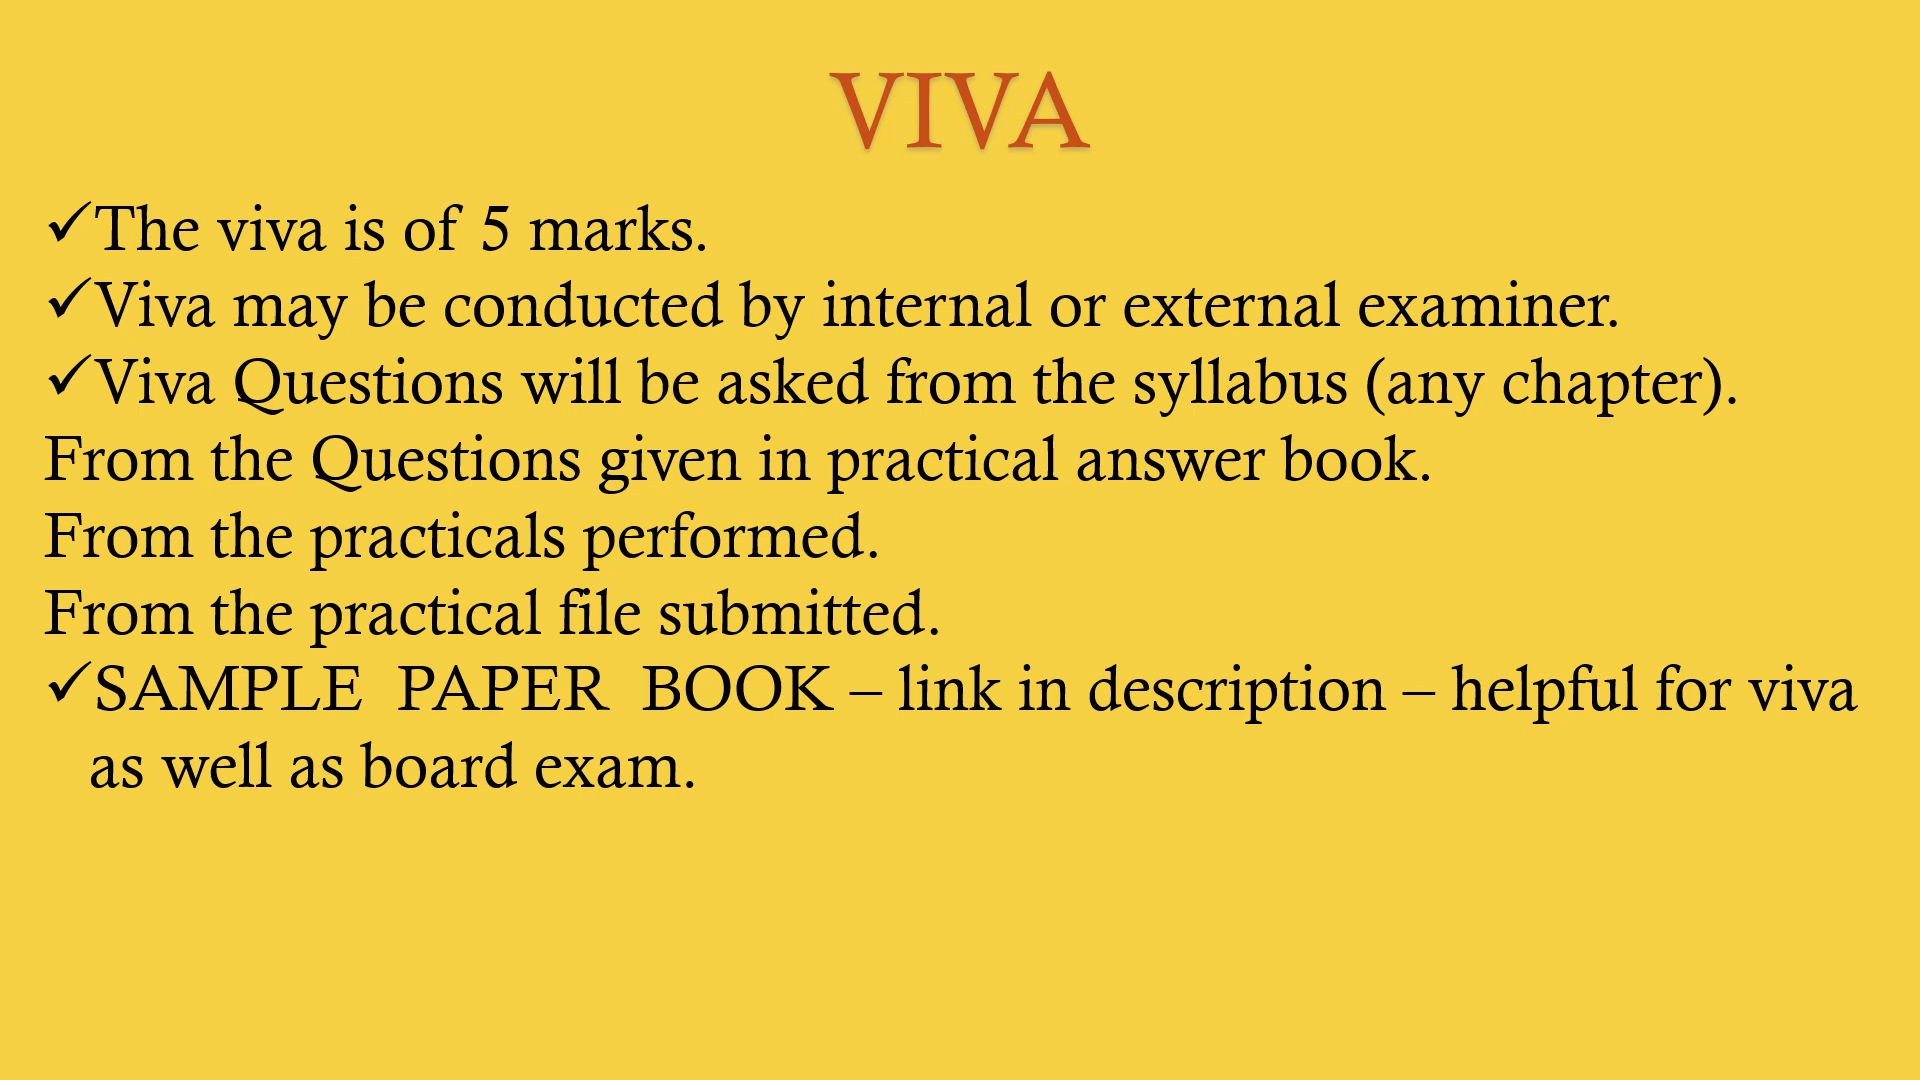 VIVA
✓The viva is of 5 marks.
✓Viva may be conducted by internal or external examiner.
✓Viva Questions will be asked from the syllabus (any chapter).
From the Questions given in practical answer book.
From the practicals performed.
From the practical file submitted.
✓SAMPLE PAPER BOOK – link in description – helpful for viva
as well as board exam.